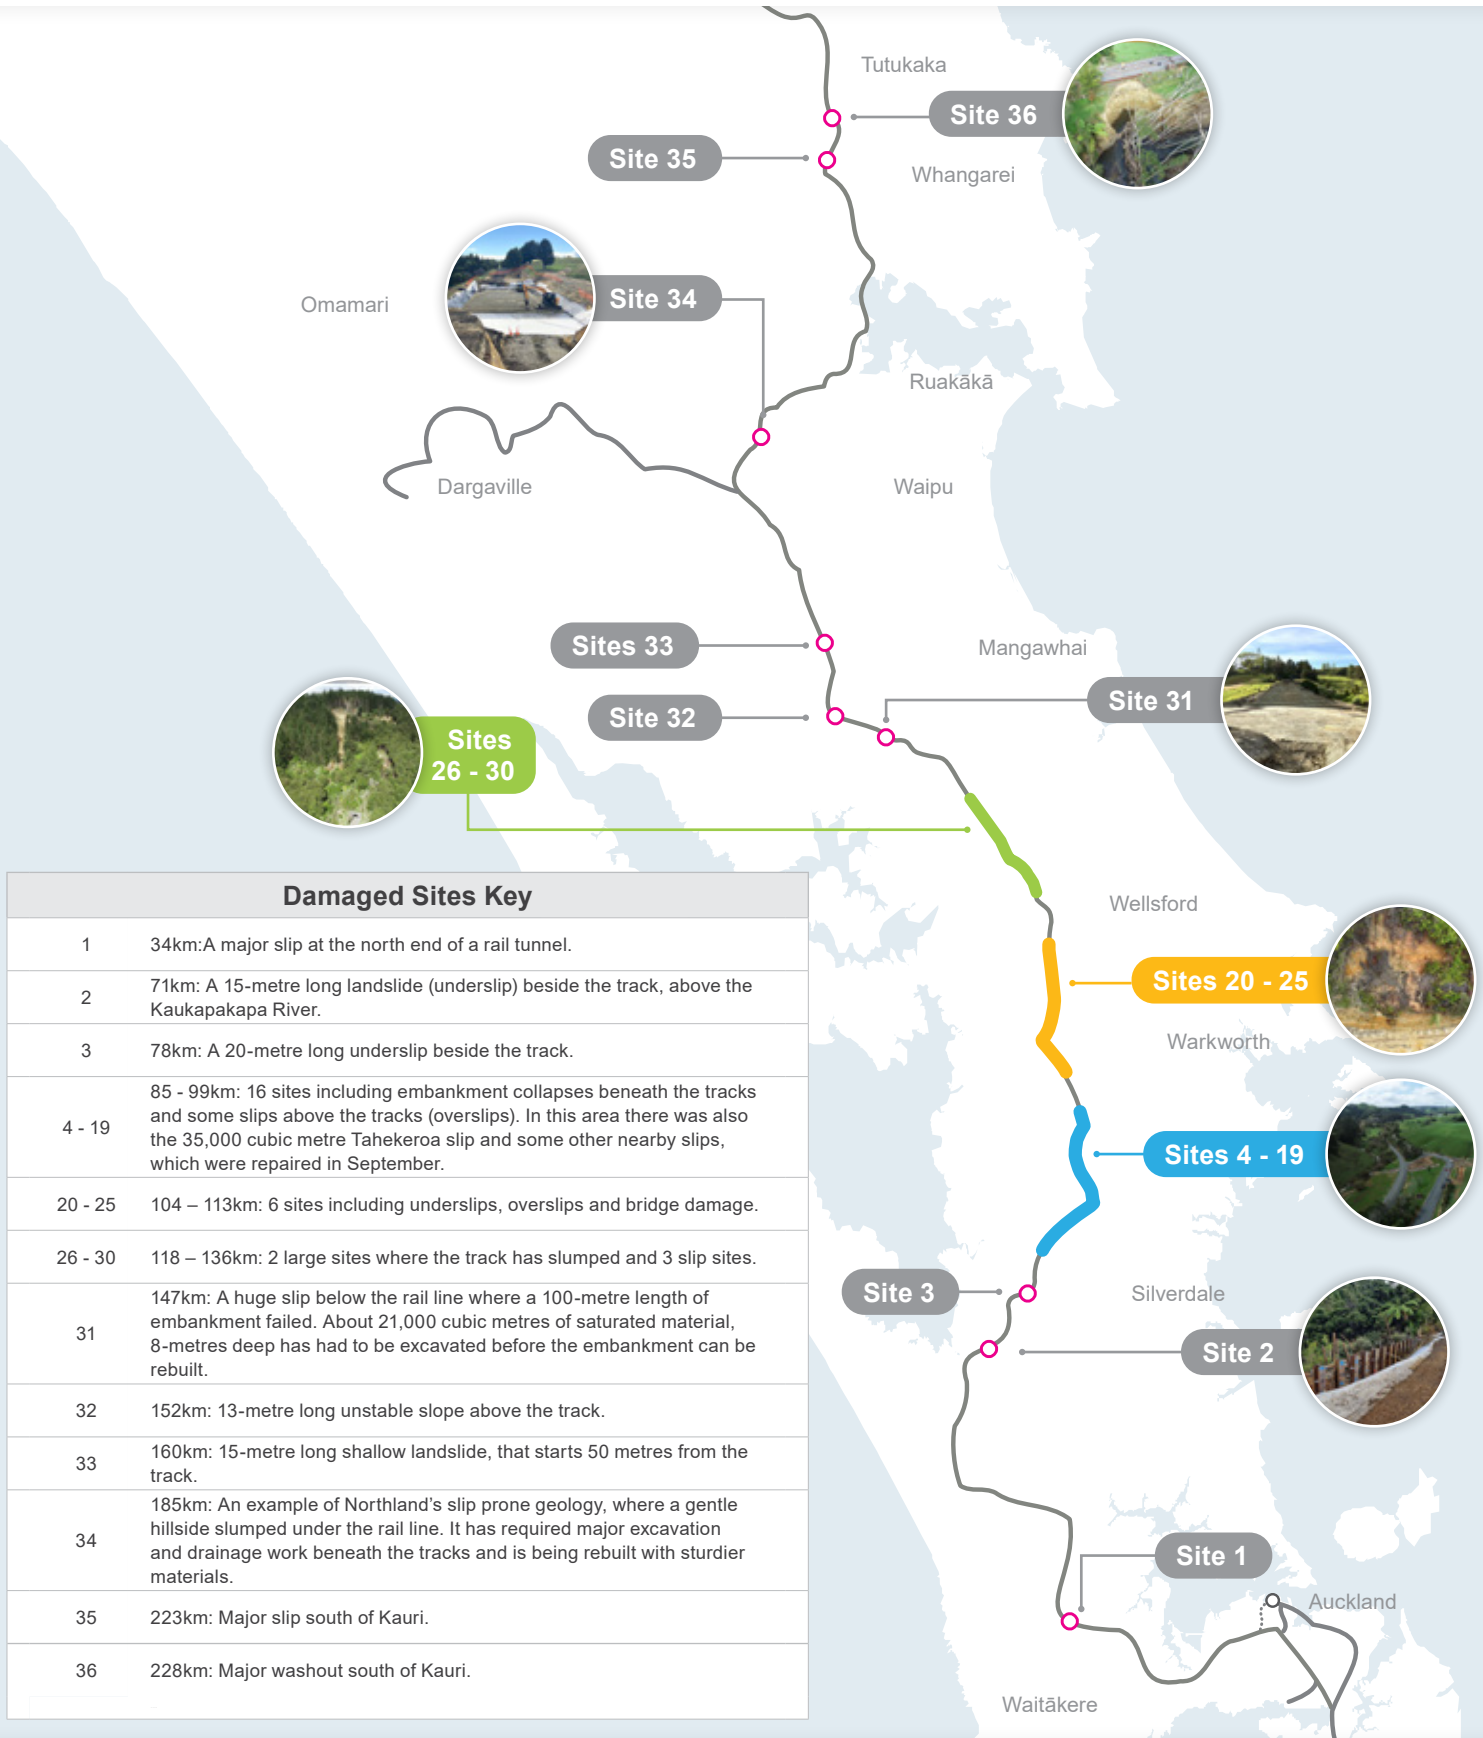 Tutukaka
Site 36
Site 35
Whangarei
Site 34
Omamari
Ruakākā
Dargaville
Waipu
Sites 33
Mangawhai
Site 31
Site 32
Sites
26 - 30
Wellsford
Sites 20 - 25
Warkworth
Sites 4 - 19
Site 3
Silverdale
Site 2
Site 1
Auckland
Waitākere
Damaged Sites Key
1 34km:A major slip at the north end of a rail tunnel.
2 71km: A 15-metre long landslide (underslip) beside the track, above the
Kaukapakapa River.
3 78km: A 20-metre long underslip beside the track.
4 - 19 85 - 99km: 16 sites including embankment collapses beneath the tracks
and some slips above the tracks (overslips). In this area there was also
the 35,000 cubic metre Tahekeroa slip and some other nearby slips,
which were repaired in September.
20 - 25 104 – 113km: 6 sites including underslips, overslips and bridge damage.
26 - 30 118 – 136km: 2 large sites where the track has slumped and 3 slip sites.
31 147km: A huge slip below the rail line where a 100-metre length of
embankment failed. About 21,000 cubic metres of saturated material,
8-metres deep has had to be excavated before the embankment can be
rebuilt.
32 152km: 13-metre long unstable slope above the track.
33 160km: 15-metre long shallow landslide, that starts 50 metres from the
track.
34 185km: An example of Northland’s slip prone geology, where a gentle
hillside slumped under the rail line. It has required major excavation
and drainage work beneath the tracks and is being rebuilt with sturdier
materials.
35 223km: Major slip south of Kauri.
36 228km: Major washout south of Kauri.